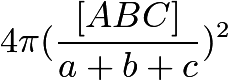 4π([ABC]/(a + b + c))²